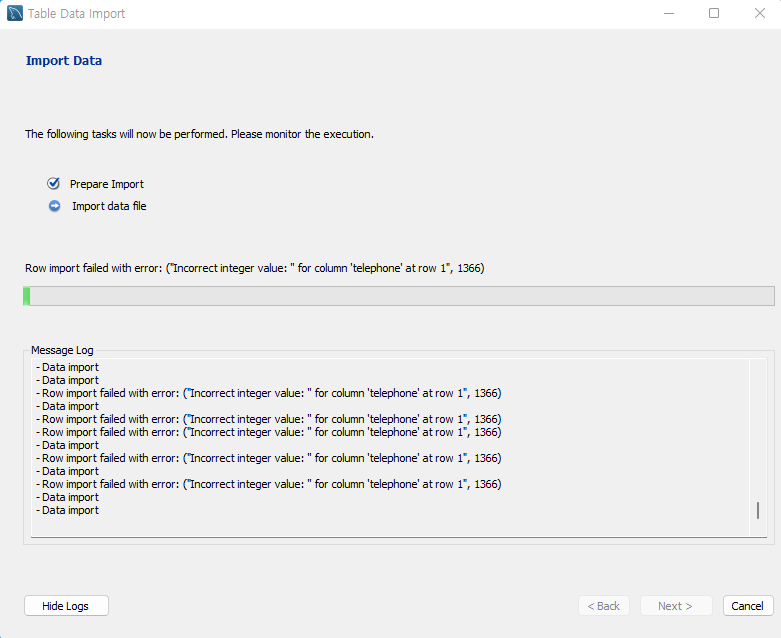 Table Data Import
Import Data
The following tasks will now be performed. Please monitor the execution.
Prepare Import
Import data file
Row import failed with error: ("Incorrect integer value: '' for column 'telephone' at row 1", 1366)
Message Log
- Data import
- Data import
- Row import failed with error: ("Incorrect integer value: '' for column 'telephone' at row 1", 1366)
- Data import
- Row import failed with error: ("Incorrect integer value: '' for column 'telephone' at row 1", 1366)
- Row import failed with error: ("Incorrect integer value: '' for column 'telephone' at row 1", 1366)
- Data import
- Row import failed with error: ("Incorrect integer value: '' for column 'telephone' at row 1", 1366)
- Data import
- Row import failed with error: ("Incorrect integer value: '' for column 'telephone' at row 1", 1366)
- Data import
- Data import
Hide Logs
< Back
Next >
Cancel